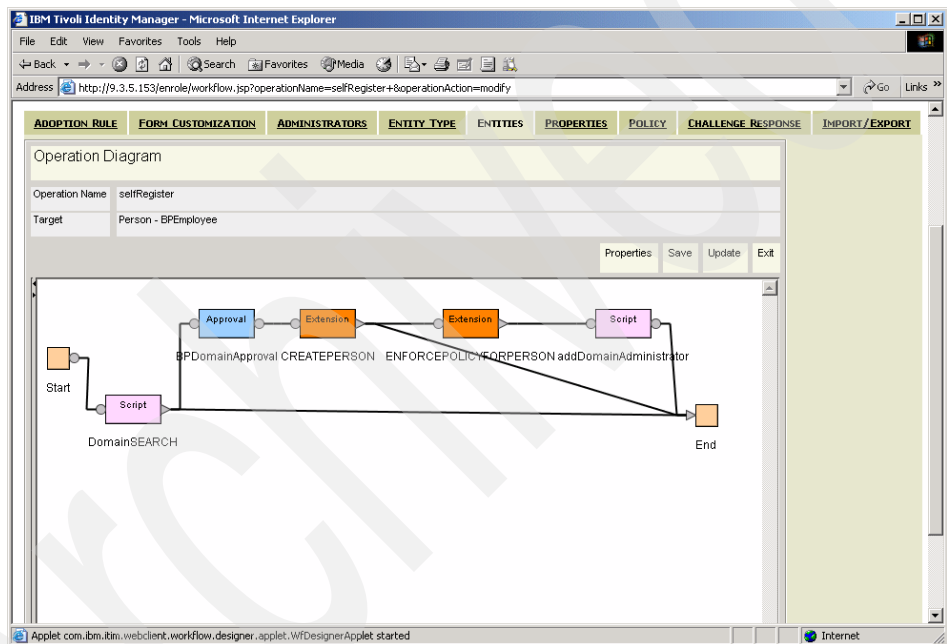 IBM Tivoli Identity Manager - Microsoft Internet Explorer
File Edit View Favorites Tools Help
Back Search Favorites Media
Address http://9.3.5.153/enrole/workflow.jsp?operationName=selfRegister+&operationAction=modify Go Links »
ADOPTION RULE FORM CUSTOMIZATION ADMINISTRATORS ENTITY TYPE ENTITIES PROPERTIES POLICY CHALLENGE RESPONSE IMPORT/EXPORT
Operation Diagram
Operation Name selfRegister
Target Person - BPEmployee
Properties Save Update Exit
Approval Extension Extension Script
BPDomainApproval CREATEPERSON ENFORCEPOLICYFORPERSON addDomainAdministrator
Start
Script
DomainSEARCH
End
Applet com.ibm.itim.webclient.workflow.designer.applet.WfDesignerApplet started Internet